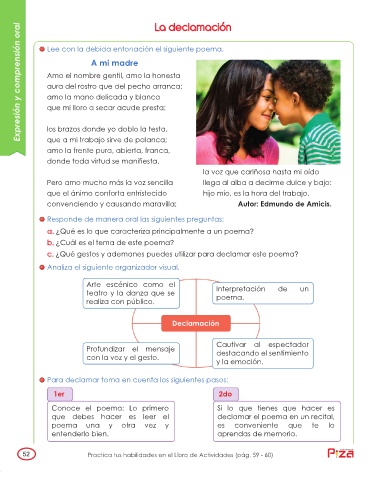 Expresión y comprensión oral
La declamación
Lee con la debida entonación el siguiente poema.
A mi madre
Amo el nombre gentil, amo la honesta
aura del rostro que del pecho arranca;
amo la mano delicada y blanca
que mi lloro a secar acude presta;
los brazos donde yo doblo la testa,
que a mi trabajo sirve de palanca;
amo la frente pura, abierta, franca,
donde toda virtud se manifiesta.
Pero amo mucho más la voz sencilla
que el ánimo conforta entristecido
convenciendo y causando maravilla;
la voz que cariñosa hasta mi oído
llega al alba a decirme dulce y bajo:
hijo mío, es la hora del trabajo.
Autor: Edmundo de Amicis.
Responde de manera oral las siguientes preguntas:
a. ¿Qué es lo que caracteriza principalmente a un poema?
b. ¿Cuál es el tema de este poema?
c. ¿Qué gestos y ademanes puedes utilizar para declamar este poema?
Analiza el siguiente organizador visual.
Arte escénico como el
teatro y la danza que se
realiza con público.
Interpretación de un
poema.
Declamación
Profundizar el mensaje
con la voz y el gesto.
Cautivar al espectador
destacando el sentimiento
y la emoción.
Para declamar toma en cuenta los siguientes pasos:
1er
Conoce el poema: Lo primero
que debes hacer es leer el
poema una y otra vez y
entenderlo bien.
2do
Si lo que tienes que hacer es
declamar el poema en un recital,
es conveniente que te lo
aprendas de memoria.
52
Practica tus habilidades en el Libro de Actividades (pág. 59 - 60)
Piza